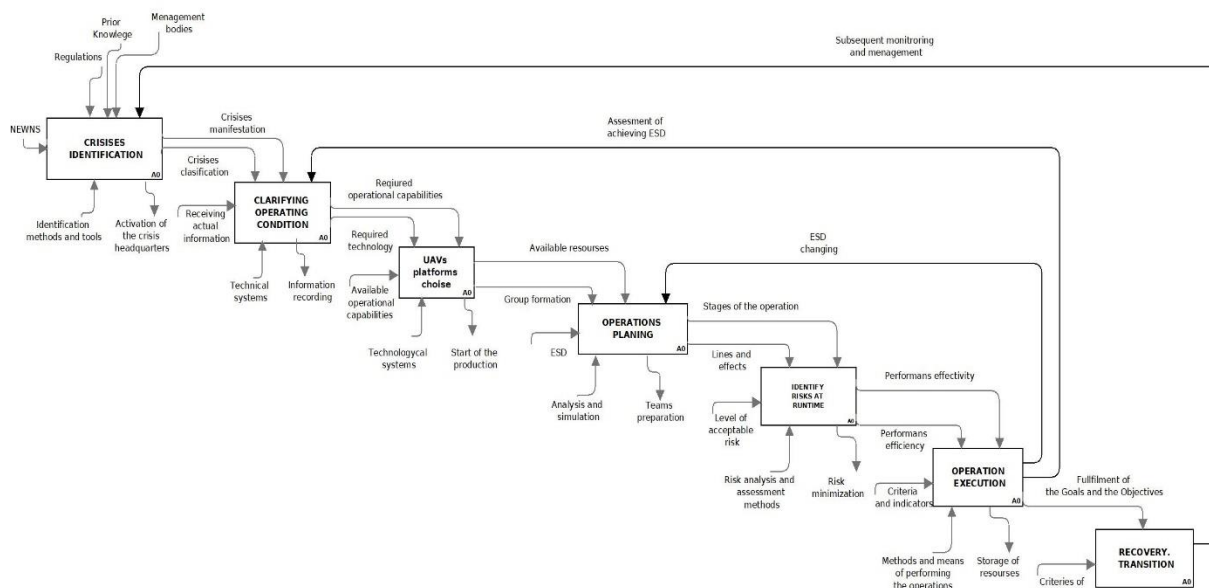 Prior
Knowlege
Menagement
bodies
Regulations
Subsequent monitroring
and menagement
NEWNS
CRISISES
IDENTIFICATION
A0
Crisises
manifestation
Crisises
clasification
Assesment of
achieving ESD
Identification
methods and tools
Activation of
the crisis
headquarters
Receiving
actual
information
CLARIFYING
OPERATING
CONDITION
A0
Reqiured
operational capabilities
Required
technology
Technical
systems
Information
recording
Available
operational
capabilities
UAVs
platforms
choise
A0
Available resourses
Group formation
ESD
changing
Technologycal
systems
Start of the
production
ESD
OPERATIONS
PLANING
A0
Stages of the operation
Lines and
effects
Analysis and
simulation
Teams
preparation
Level of
acceptable
risk
IDENTIFY
RISKS AT
RUNTIME
A0
Performans effectivity
Performans
efficiency
Risk analysis and
assessment
methods
Risk
minimization
Criteria
and indicators
OPERATION
EXECUTION
A0
Fullfilment of
the Goals and the Objectives
Methods and means
of performing
the operations
Storage of
resourses
Criteries of
RECOVERY.
TRANSITION
A0